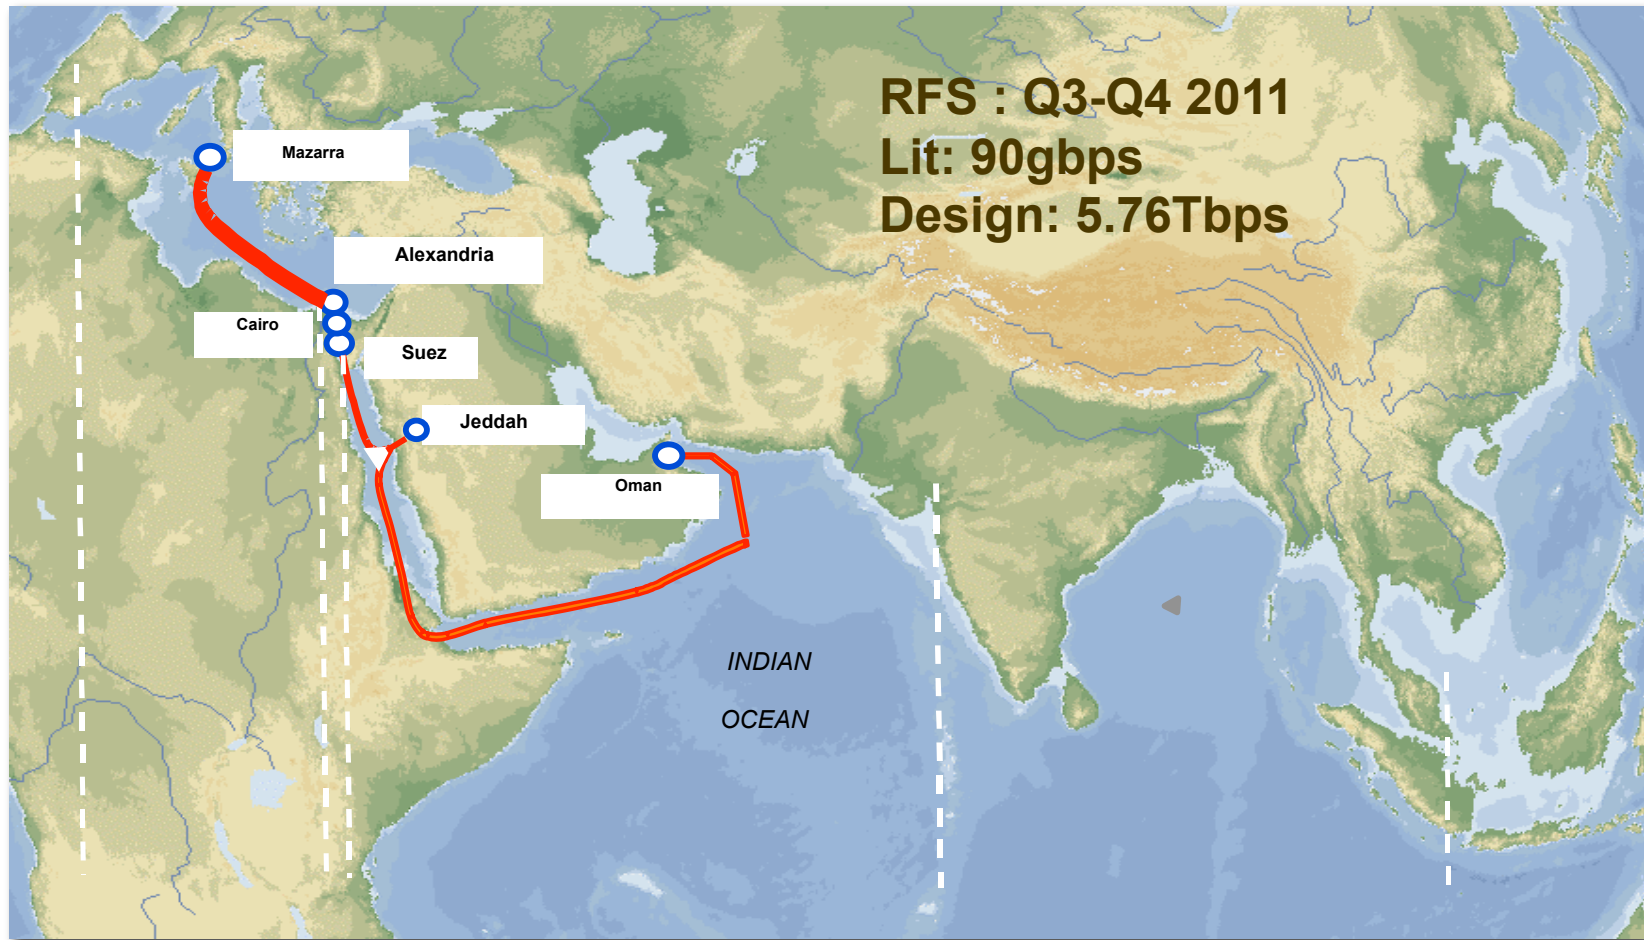 RFS : Q3-Q4 2011
Lit: 90gbps
Design: 5.76Tbps
Mazarra
Alexandria
Cairo
Suez
Jeddah
Oman
INDIAN
OCEAN